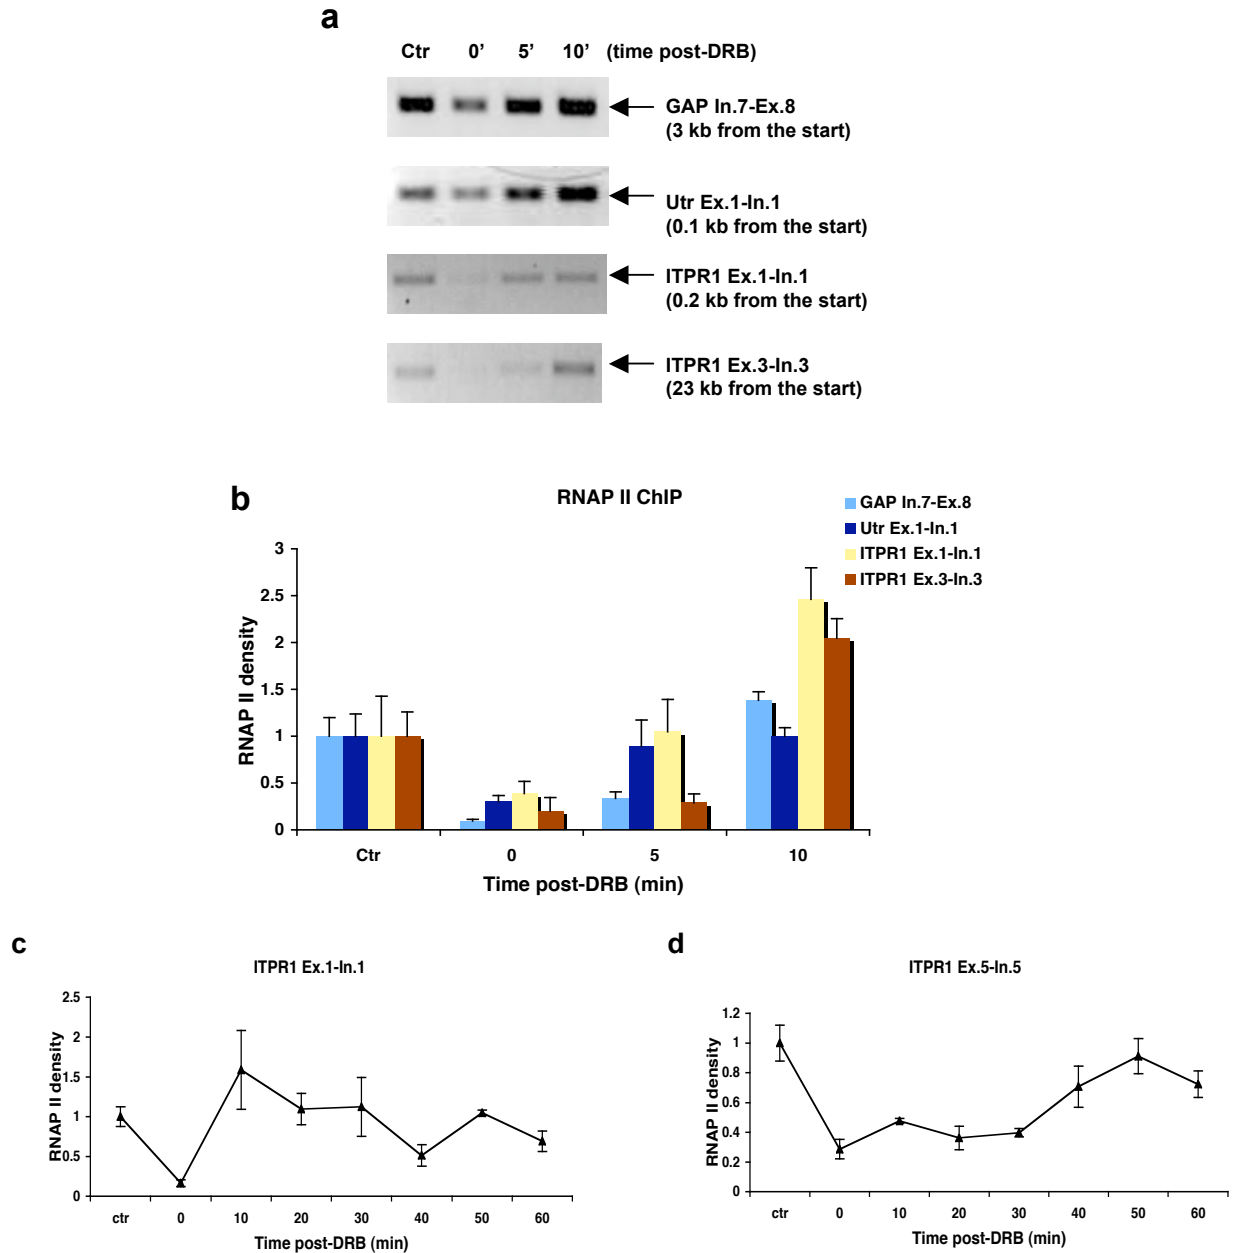 a
Ctr 0’ 5’ 10’ (time post-DRB)
GAP In.7-Ex.8
(3 kb from the start)
Utr Ex.1-In.1
(0.1 kb from the start)
ITPR1 Ex.1-In.1
(0.2 kb from the start)
ITPR1 Ex.3-In.3
(23 kb from the start)
b
RNAP II ChIP
GAP In.7-Ex.8
Utr Ex.1-In.1
ITPR1 Ex.1-In.1
ITPR1 Ex.3-In.3
RNAP II density
3
2.5
2
1.5
1
0.5
0
Ctr 0 5 10
Time post-DRB (min)
c
ITPR1 Ex.1-In.1
RNAP II density
2.5
2
1.5
1
0.5
0
ctr 0 10 20 30 40 50 60
Time post-DRB (min)
d
ITPR1 Ex.5-In.5
RNAP II density
1.2
1
0.8
0.6
0.4
0.2
0
ctr 0 10 20 30 40 50 60
Time post-DRB (min)